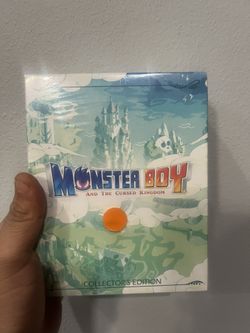 MONSTER BOY
AND THE CURSED KINGDOM
COLLECTOR'S EDITION